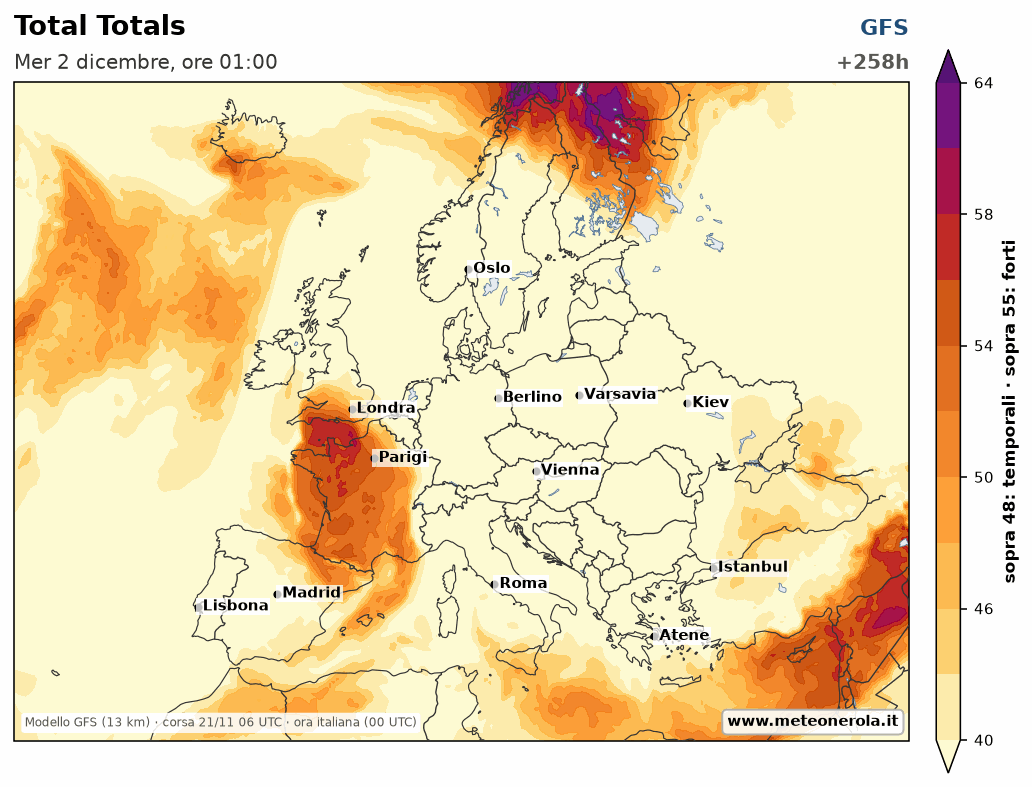 Total Totals
GFS
Mer 2 dicembre, ore 01:00
+258h
64
58
54
50
46
40
sopra 48: temporali · sopra 55: forti
Oslo
Londra
Berlino
Varsavia
Kiev
Parigi
Vienna
Istanbul
Roma
Madrid
Lisbona
Atene
Modello GFS (13 km) · corsa 21/11 06 UTC · ora italiana (00 UTC)
www.meteonerola.it